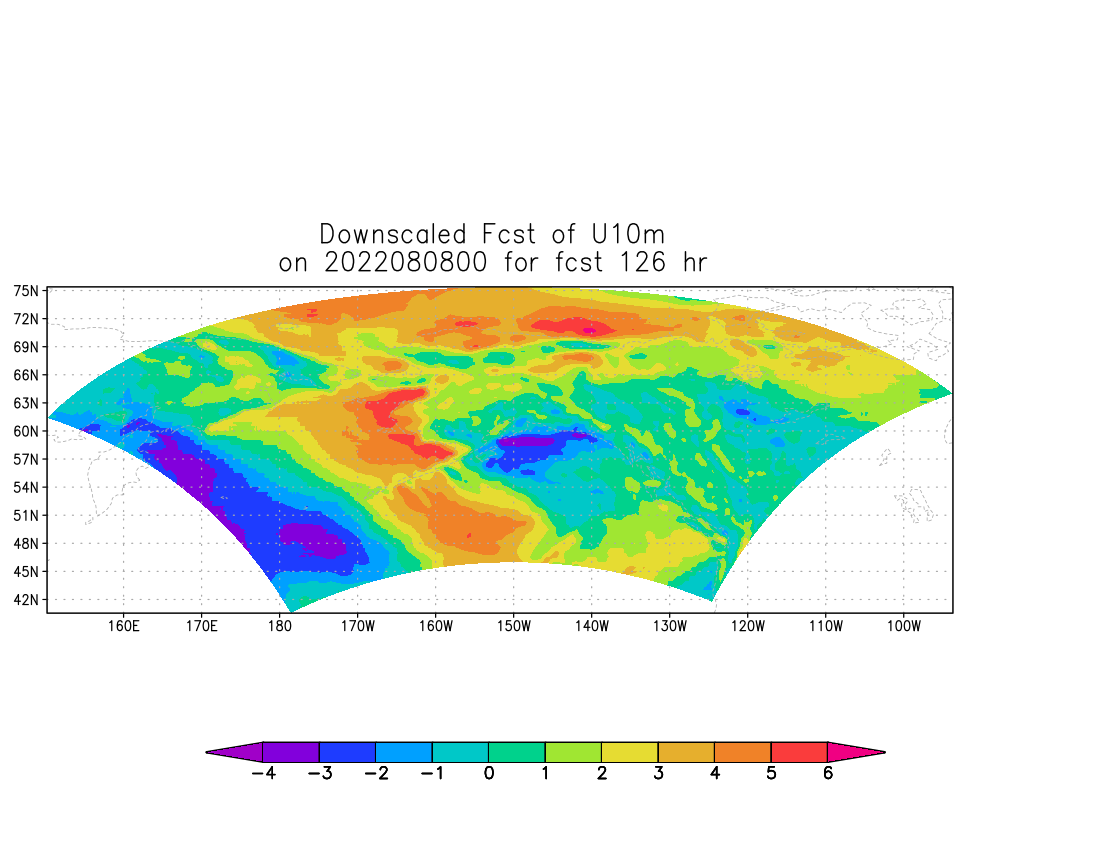 Downscaled Fcst of U10m
on 2022080800 for fcst 126 hr
75N
72N
69N
66N
63N
60N
57N
54N
51N
48N
45N
42N
160E 170E 180 170W 160W 150W 140W 130W 120W 110W 100W
-4 -3 -2 -1 0 1 2 3 4 5 6